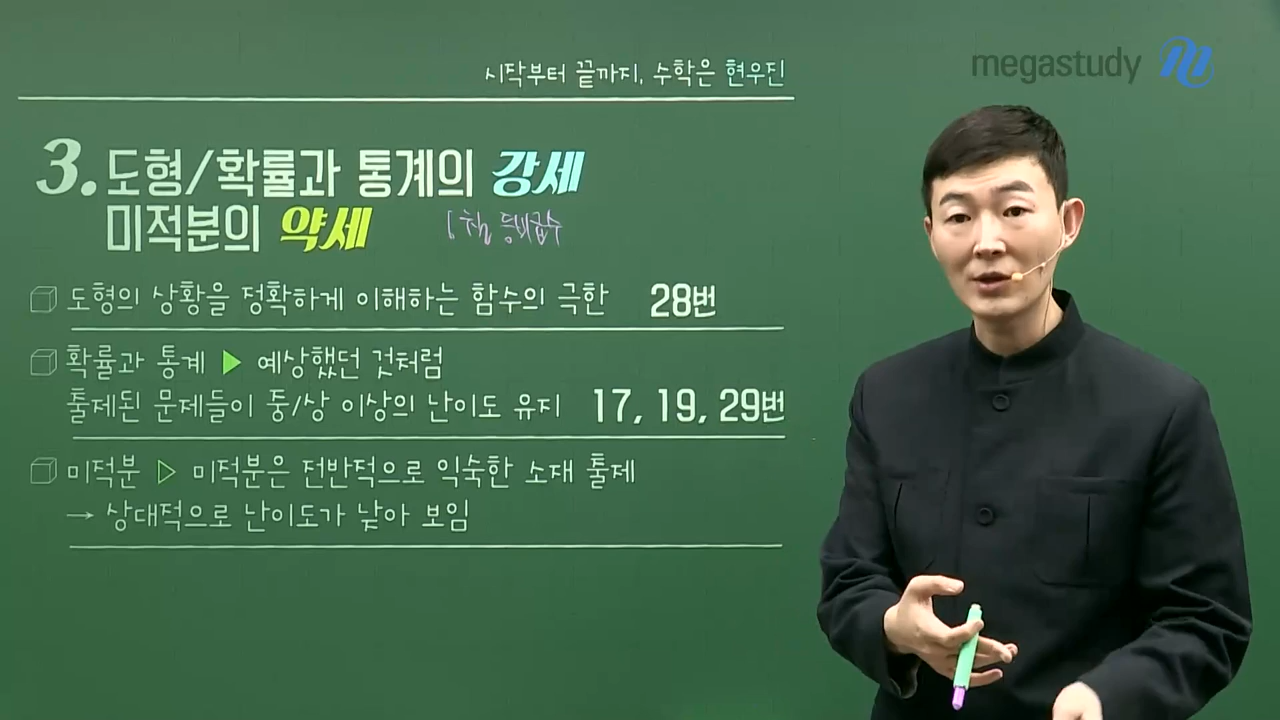 megastudy
시작부터 끝까지, 수학은 현우진
3. 도형/확률과 통계의 강세
미적분의 약세
등비급수
도형의 상황을 정확하게 이해하는 함수의 극한 28번
확률과 통계 ▶ 예상했던 것처럼
출제된 문제들이 중/상 이상의 난이도 유지 17, 19, 29번
미적분 ▷ 미적분은 전반적으로 익숙한 소재 출제
→ 상대적으로 난이도가 낮아 보임